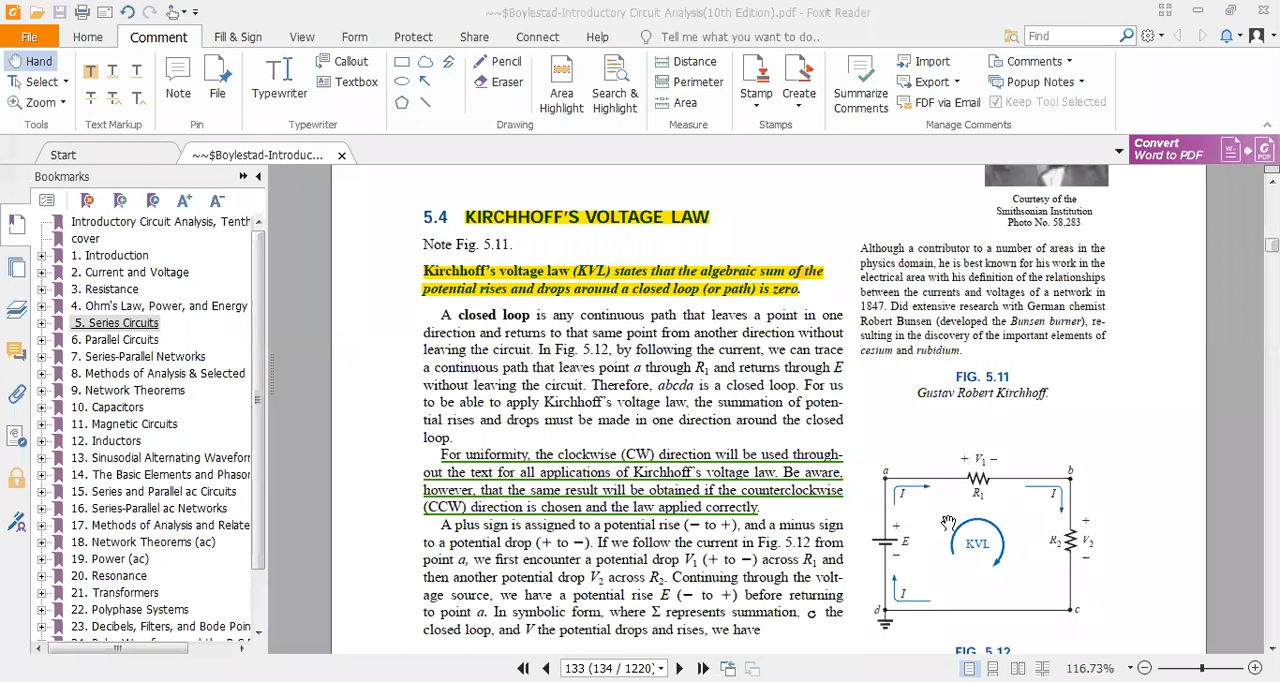 ~~$Boylestad-Introductory Circuit Analysis(10th Edition).pdf - Foxit Reader
File Home Comment Fill & Sign View Form Protect Share Connect Help Tell me what you want to do.. Find
Hand
Select
Zoom
Tools
Text Markup
Note
File
Pin
Typewriter
Callout
Textbox
Typewriter
Pencil
Eraser
Area Highlight
Search & Highlight
Drawing
Distance
Perimeter
Area
Measure
Stamp
Create
Stamps
Summarize Comments
Import
Export
FDF via Email
Comments
Popup Notes
Keep Tool Selected
Manage Comments
Start
~~$Boylestad-Introduc...
Convert
Word to PDF
Bookmarks
Introductory Circuit Analysis, Tenth
cover
1. Introduction
2. Current and Voltage
3. Resistance
4. Ohm's Law, Power, and Energy
5. Series Circuits
6. Parallel Circuits
7. Series-Parallel Networks
8. Methods of Analysis & Selected
9. Network Theorems
10. Capacitors
11. Magnetic Circuits
12. Inductors
13. Sinusoidal Alternating Wavefor
14. The Basic Elements and Phasor
15. Series and Parallel ac Circuits
16. Series-Parallel ac Networks
17. Methods of Analysis and Relate
18. Network Theorems (ac)
19. Power (ac)
20. Resonance
21. Transformers
22. Polyphase Systems
23. Decibels, Filters, and Bode Poin
5.4 KIRCHHOFF'S VOLTAGE LAW
Note Fig. 5.11.
Kirchhoff's voltage law (KVL) states that the algebraic sum of the
potential rises and drops around a closed loop (or path) is zero.
A closed loop is any continuous path that leaves a point in one
direction and returns to that same point from another direction without
leaving the circuit. In Fig. 5.12, by following the current, we can trace
a continuous path that leaves point a through R₁ and returns through E
without leaving the circuit. Therefore, abcda is a closed loop. For us
to be able to apply Kirchhoff's voltage law, the summation of poten-
tial rises and drops must be made in one direction around the closed
loop.
For uniformity, the clockwise (CW) direction will be used through-
out the text for all applications of Kirchhoff's voltage law. Be aware,
however, that the same result will be obtained if the counterclockwise
(CCW) direction is chosen and the law applied correctly.
A plus sign is assigned to a potential rise (− to +), and a minus sign
to a potential drop (+ to −). If we follow the current in Fig. 5.12 from
point a, we first encounter a potential drop V₁ (+ to −) across R₁ and
then another potential drop V₂ across R₂. Continuing through the volt-
age source, we have a potential rise E (− to +) before returning
to point a. In symbolic form, where Σ represents summation, the
closed loop, and V the potential drops and rises, we have
Courtesy of the
Smithsonian Institution
Photo No. 58,283
Although a contributor to a number of areas in the
physics domain, he is best known for his work in the
electrical area with his definition of the relationships
between the currents and voltages of a network in
1847. Did extensive research with German chemist
Robert Bunsen (developed the Bunsen burner), re-
sulting in the discovery of the important elements of
cesium and rubidium.
FIG. 5.11
Gustav Robert Kirchhoff.
+ V₁ −
a
b
R₁
I
I
+
E
−
KVL
R₂
+
V₂
−
I
d
c
FIG. 5.12
133 (134 / 1220)
116.73%